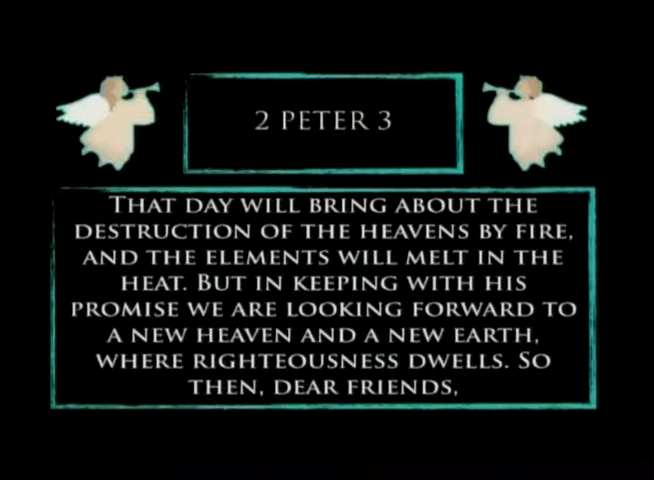 2 PETER 3
THAT DAY WILL BRING ABOUT THE
DESTRUCTION OF THE HEAVENS BY FIRE,
AND THE ELEMENTS WILL MELT IN THE
HEAT. BUT IN KEEPING WITH HIS
PROMISE WE ARE LOOKING FORWARD TO
A NEW HEAVEN AND A NEW EARTH,
WHERE RIGHTEOUSNESS DWELLS. SO
THEN, DEAR FRIENDS,